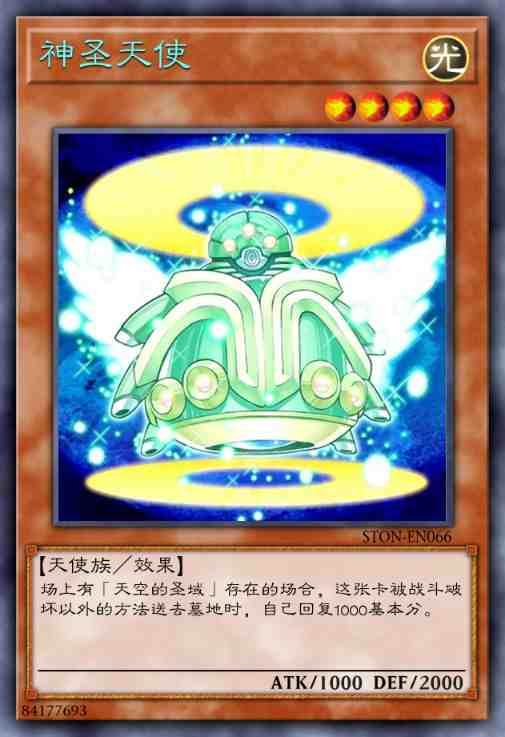 神圣天使
光
STON-EN066
【天使族／效果】
场上有「天空的圣域」存在的场合，这张卡被战斗破
坏以外的方法送去墓地时，自己回复1000基本分。
ATK/1000 DEF/2000
84177693